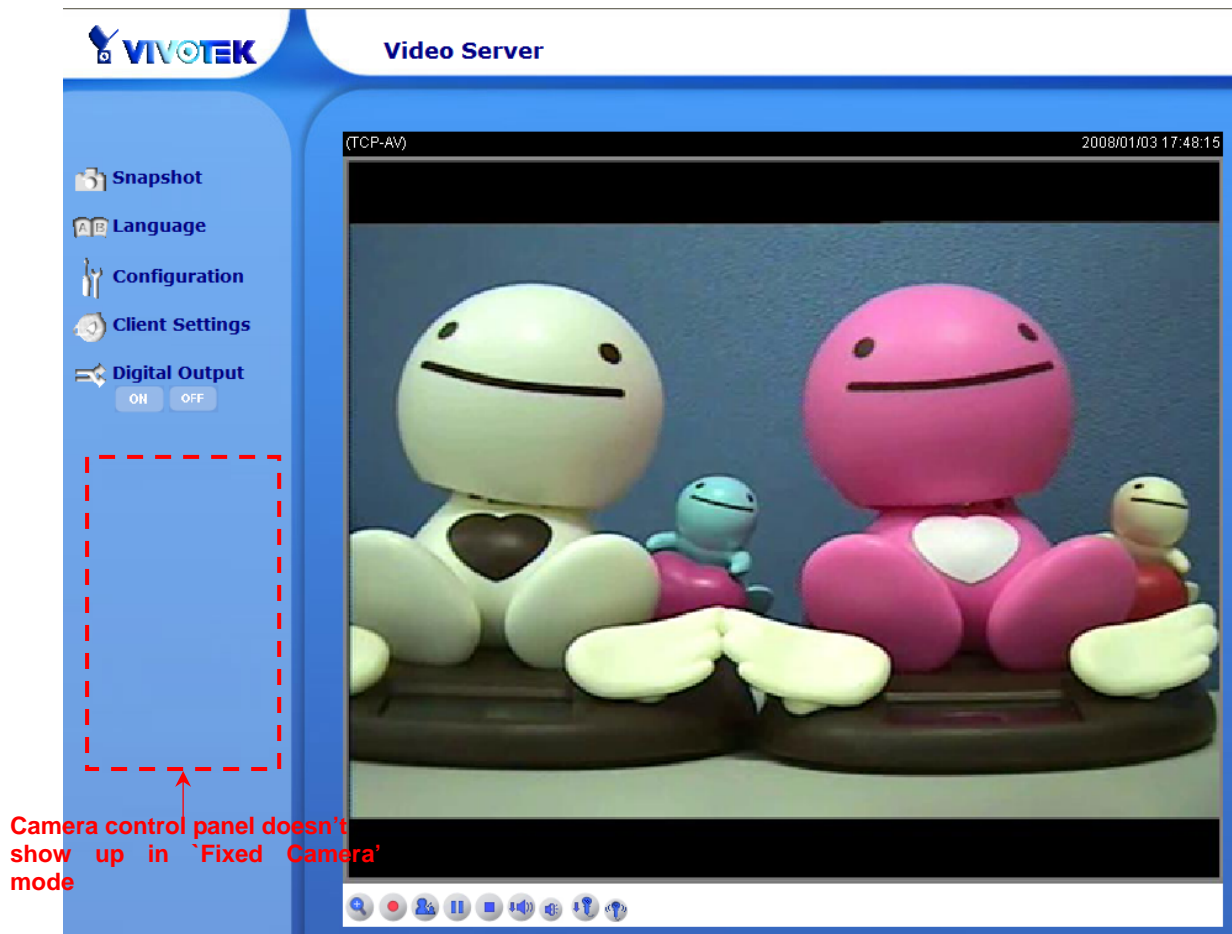 VIVOTEK
Video Server
(TCP-AV) 2008/01/03 17:48:15
Snapshot
A B Language
Configuration
Client Settings
Digital Output
ON OFF
Camera control panel doesn't
show up in `Fixed Camera'
mode